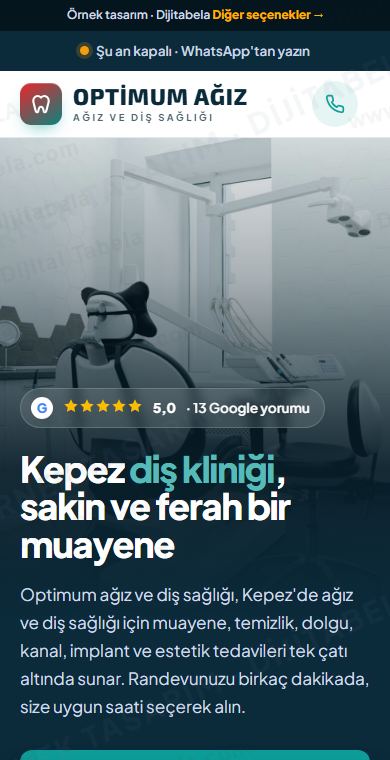 Örnek tasarım · Dijitabela Diğer seçenekler →
Şu an kapalı · WhatsApp'tan yazın
OPTİMUM AĞIZ
AĞIZ VE DİŞ SAĞLIĞI
G ★★★★★ 5,0 · 13 Google yorumu
Kepez diş kliniği,
sakin ve ferah bir
muayene
Optimum ağız ve diş sağlığı, Kepez'de ağız
ve diş sağlığı için muayene, temizlik, dolgu,
kanal, implant ve estetik tedavileri tek çatı
altında sunar. Randevunuzu birkaç dakikada,
size uygun saati seçerek alın.